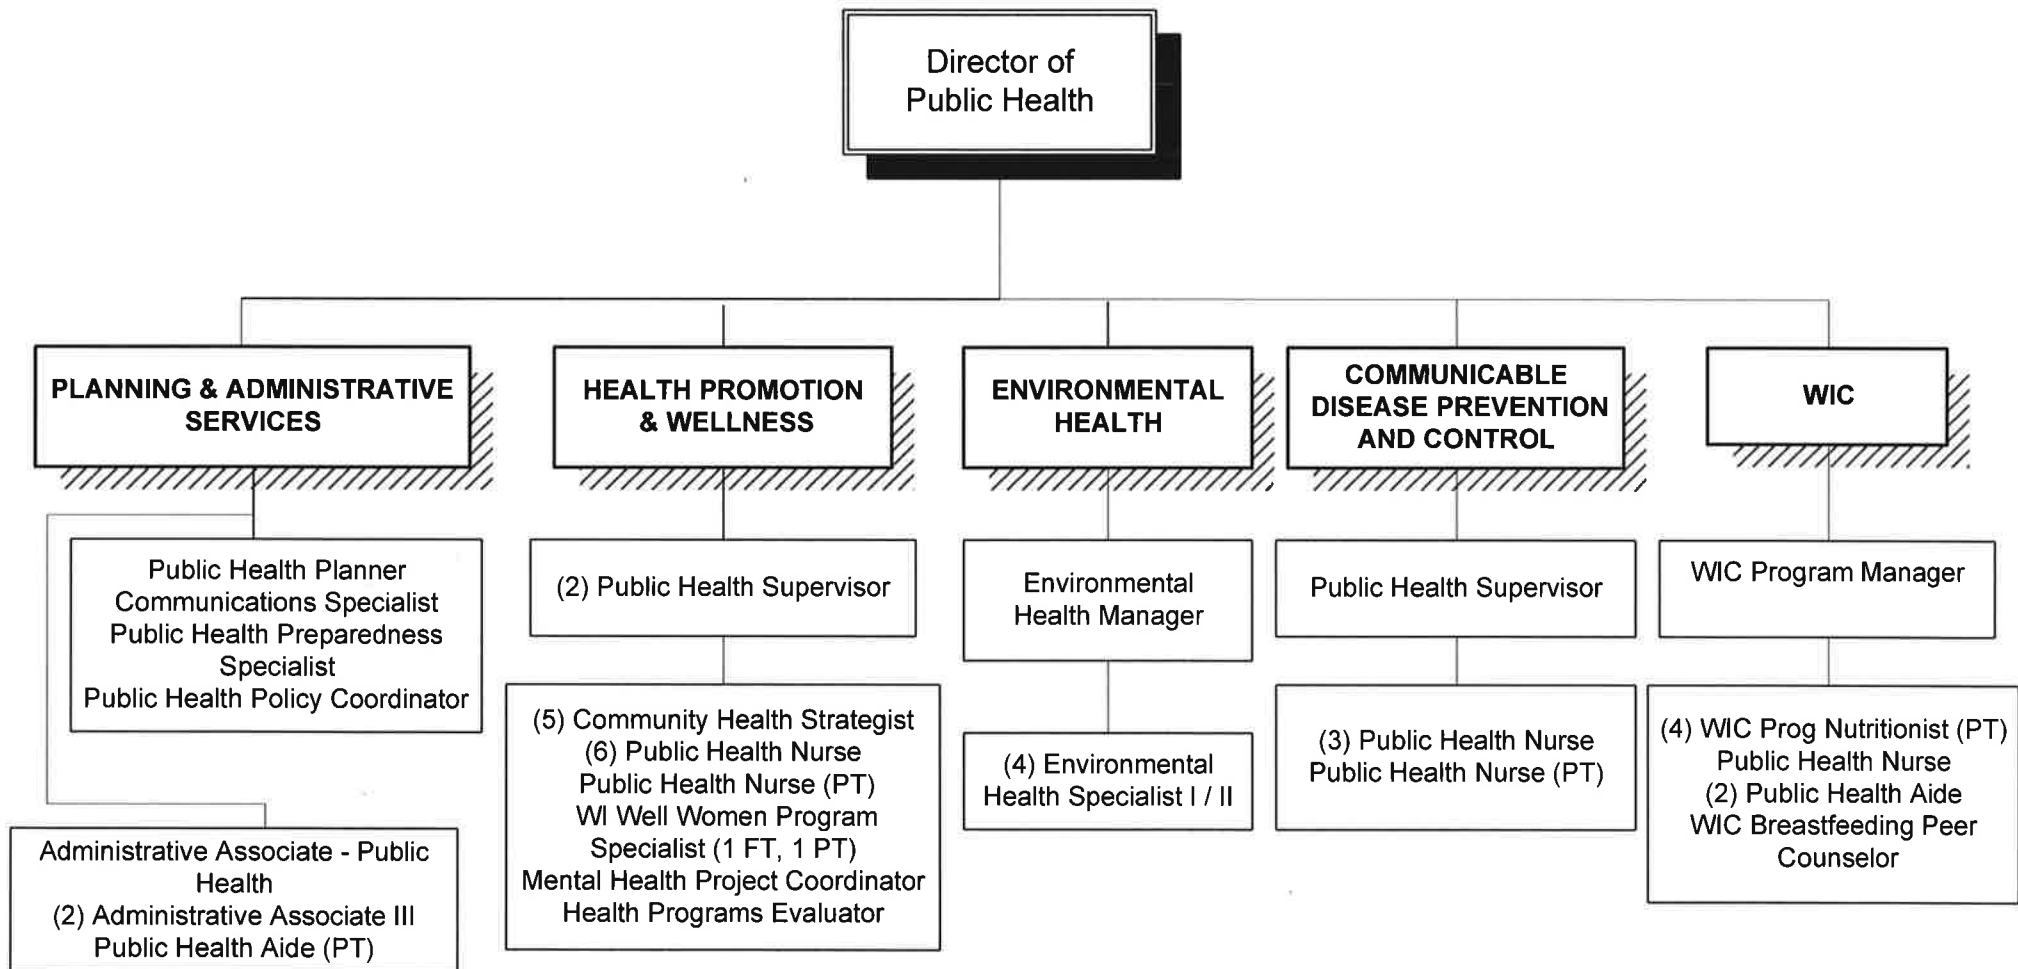 Director of
Public Health
PLANNING & ADMINISTRATIVE
SERVICES
HEALTH PROMOTION
& WELLNESS
ENVIRONMENTAL
HEALTH
COMMUNICABLE
DISEASE PREVENTION
AND CONTROL
WIC
Public Health Planner
Communications Specialist
Public Health Preparedness
Specialist
Public Health Policy Coordinator
Administrative Associate - Public
Health
(2) Administrative Associate III
Public Health Aide (PT)
(2) Public Health Supervisor
(5) Community Health Strategist
(6) Public Health Nurse
Public Health Nurse (PT)
WI Well Women Program
Specialist (1 FT, 1 PT)
Mental Health Project Coordinator
Health Programs Evaluator
Environmental
Health Manager
(4) Environmental
Health Specialist I / II
Public Health Supervisor
(3) Public Health Nurse
Public Health Nurse (PT)
WIC Program Manager
(4) WIC Prog Nutritionist (PT)
Public Health Nurse
(2) Public Health Aide
WIC Breastfeeding Peer
Counselor